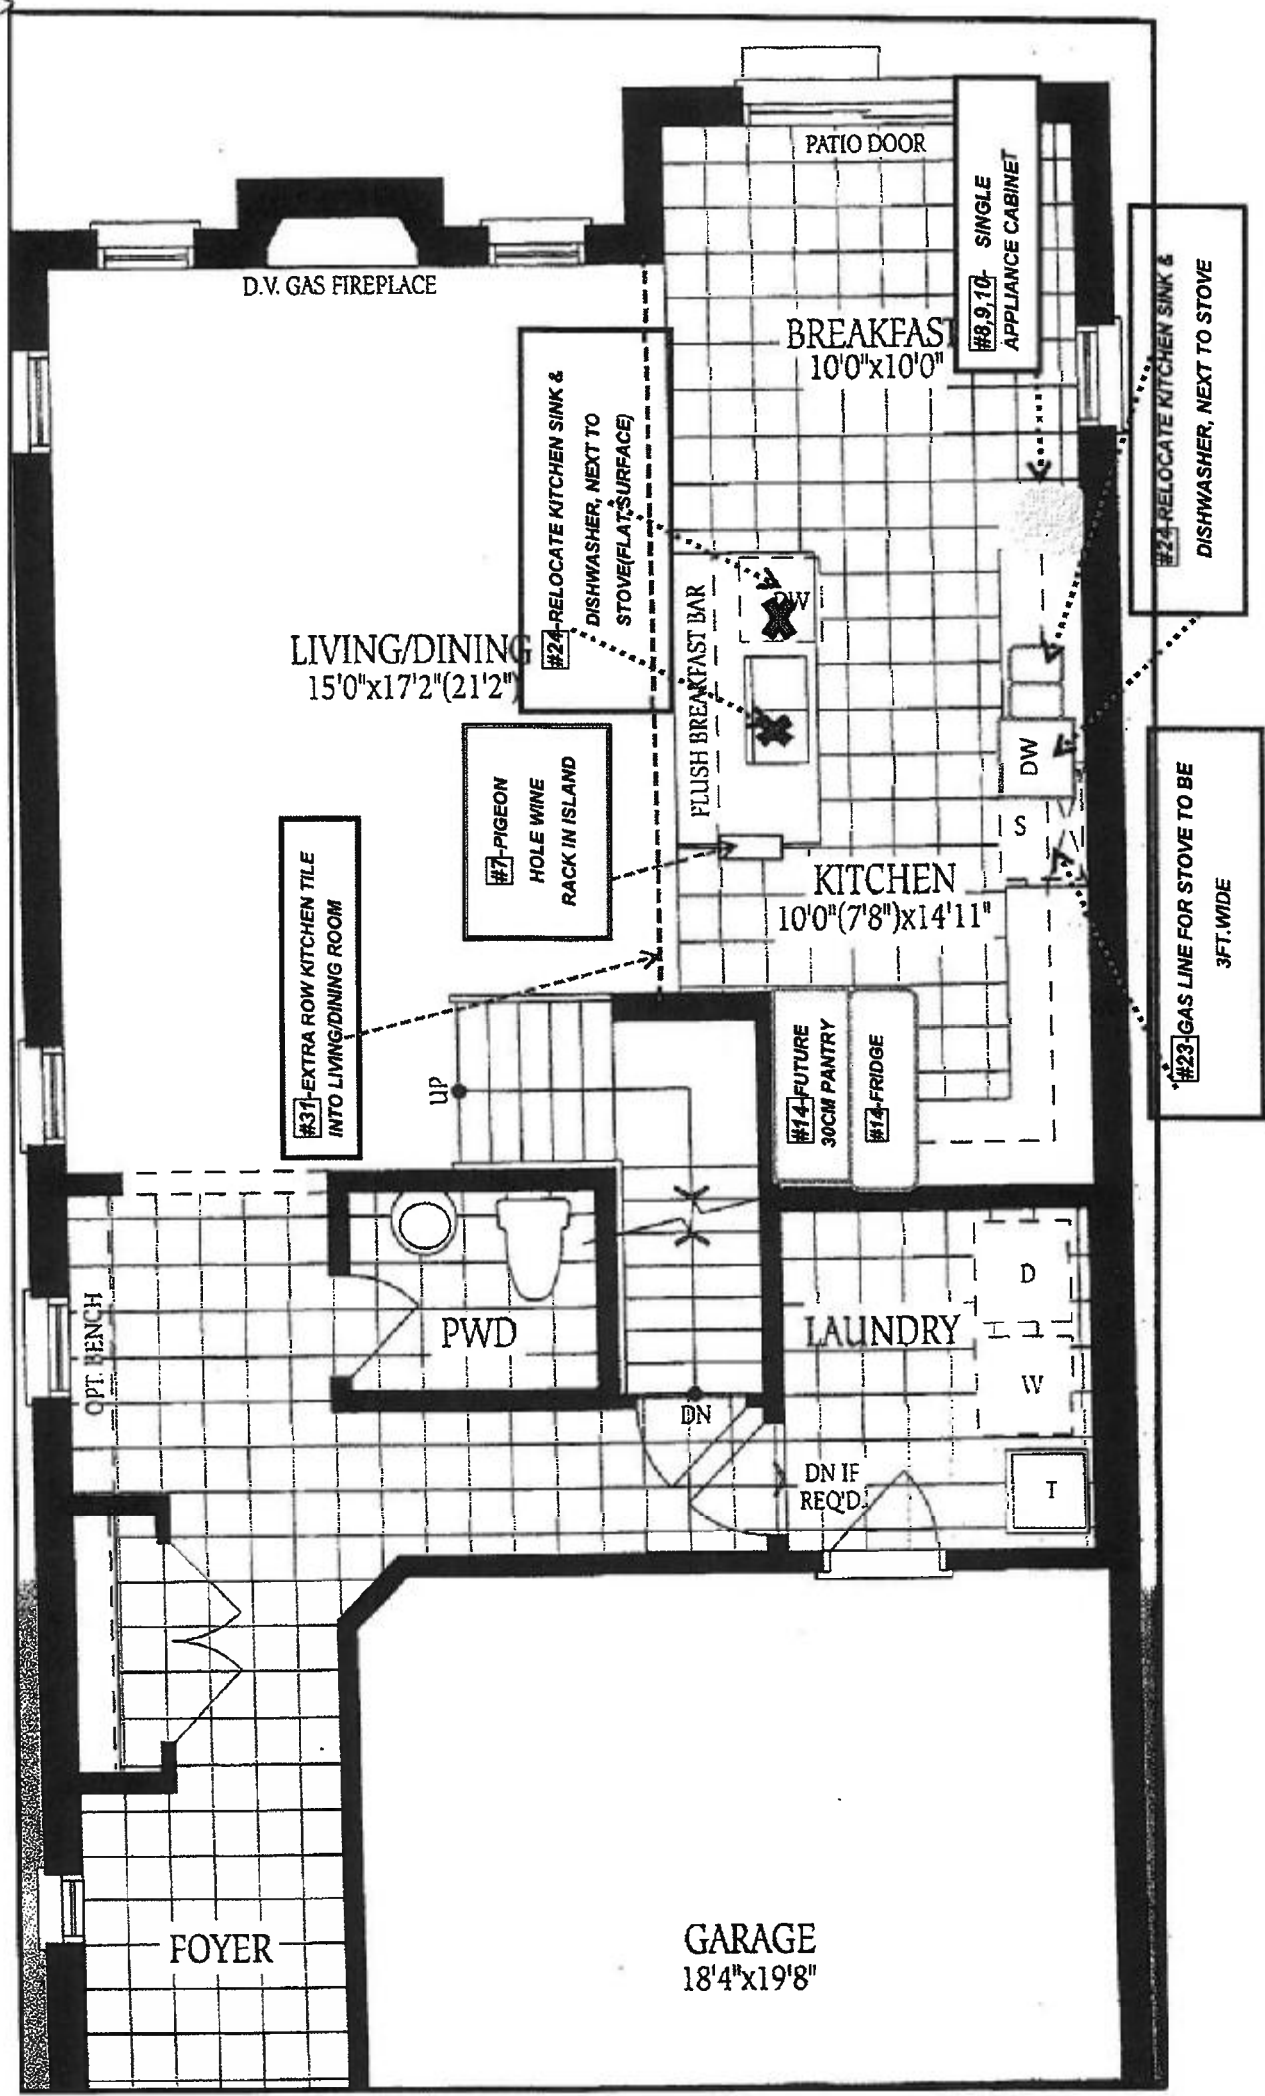 PATIO DOOR
#8,9,10- SINGLE
APPLIANCE CABINET
D.V. GAS FIREPLACE
BREAKFAST
10'0"x10'0"
#24-RELOCATE KITCHEN SINK &
DISHWASHER, NEXT TO STOVE
#24-RELOCATE KITCHEN SINK &
DISHWASHER, NEXT TO
STOVE(FLAT SURFACE)
DW
LIVING/DINING
15'0"x17'2"(21'2")
FLUSH BREAKFAST BAR
DW
S
#7-PIGEON
HOLE WINE
RACK IN ISLAND
#23-GAS LINE FOR STOVE TO BE
3FT.WIDE
KITCHEN
10'0"(7'8")x14'11"
#31-EXTRA ROW KITCHEN TILE
INTO LIVING/DINING ROOM
UP
#14-FUTURE
30CM PANTRY
#14-FRIDGE
OPT. BENCH
PWD
LAUNDRY
D
W
DN
DN IF
REQ'D.
T
FOYER
GARAGE
18'4"x19'8"